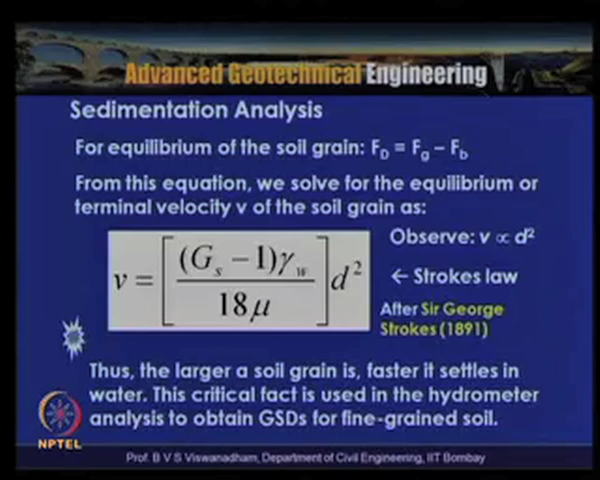 Advanced Geotechnical Engineering
Sedimentation Analysis
For equilibrium of the soil grain: F_D = F_g – F_b
From this equation, we solve for the equilibrium or
terminal velocity v of the soil grain as:
v = [ (G_s − 1)γ_w / 18μ ] d²
Observe: v ∝ d²
← Strokes law
After Sir George
Strokes (1891)
Thus, the larger a soil grain is, faster it settles in
water. This critical fact is used in the hydrometer
analysis to obtain GSDs for fine-grained soil.
NPTEL
Prof. B V S Viswanadham, Department of Civil Engineering, IIT Bombay